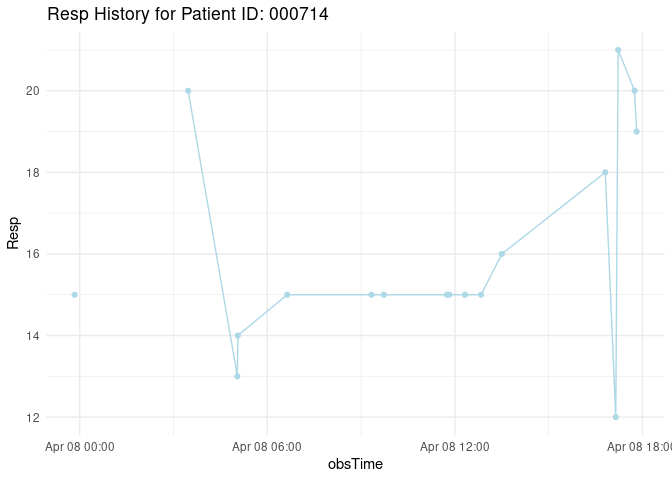 Resp History for Patient ID: 000714
Resp
20
18
16
14
12
Apr 08 00:00
Apr 08 06:00
Apr 08 12:00
Apr 08 18:00
obsTime